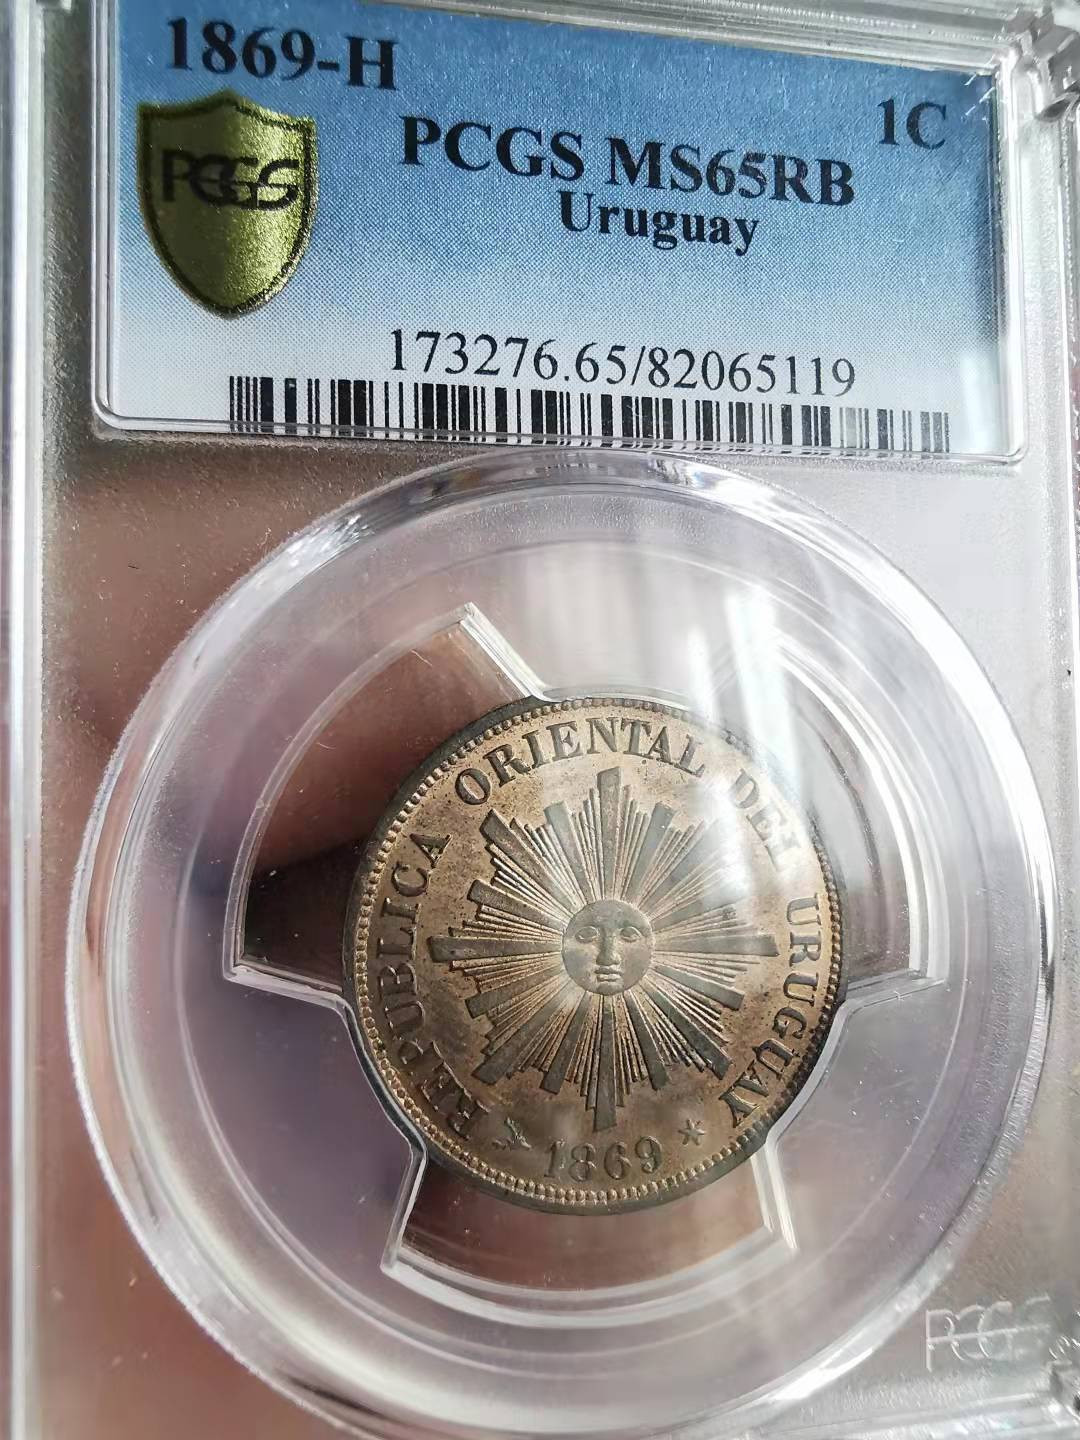 1869-H
1C
PCGS
PCGS MS65RB
Uruguay
173276.65/82065119
REPUBLICA ORIENTAL DEL URUGUAY
1869
PCGS